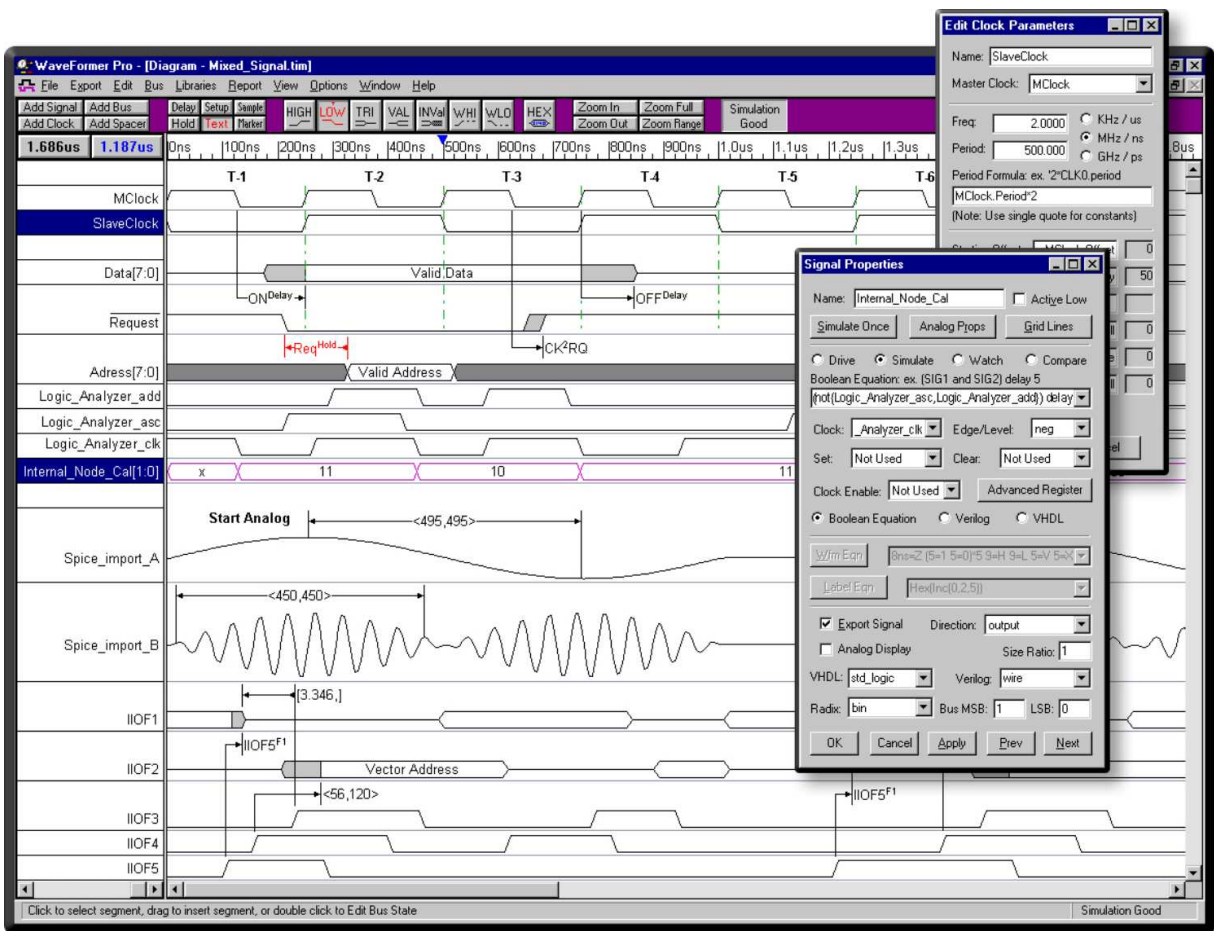 Edit Clock Parameters
Name: SlaveClock
Master Clock: MClock
Freq: 2.0000 KHz / us
MHz / ns
Period: 500.000 GHz / ps
Period Formula: ex. '2*CLK0.period
MClock.Period*2
(Note: Use single quote for constants)
0
50
0
0
0
WaveFormer Pro - [Diagram - Mixed_Signal.tim]
File Export Edit Bus Libraries Report View Options Window Help
Add Signal Add Bus Delay Setup Sample HIGH LOW TRI VAL INVal WHI WLO HEX Zoom In Zoom Full Simulation
Add Clock Add Spacer Hold Text Marker Zoom Out Zoom Range Good
1.686us 1.187us 0ns 100ns 200ns 300ns 400ns 500ns 600ns 700ns 800ns 900ns 1.0us 1.1us 1.2us 1.3us .8us
T-1 T-2 T-3 T-4 T-5 T-6
MClock
SlaveClock
Data[7:0] Valid Data
ON Delay OFF Delay
Request
Req Hold CK²RQ
Adress[7:0] Valid Address
Logic_Analyzer_add
Logic_Analyzer_asc
Logic_Analyzer_clk
Internal_Node_Cal[1:0] x 11 10 11
Start Analog <495,495>
Spice_import_A
<450,450>
Spice_import_B
[3.346,]
IIOF1
IIOF5 F1
IIOF2 Vector Address
<56,120> IIOF5 F1
IIOF3
IIOF4
IIOF5
Click to select segment, drag to insert segment, or double click to Edit Bus State Simulation Good
Signal Properties
Name: Internal_Node_Cal Active Low
Simulate Once Analog Props Grid Lines
Drive Simulate Watch Compare
Boolean Equation: ex. (SIG1 and SIG2) delay 5
(not(Logic_Analyzer_asc,Logic_Analyzer_add)) delay
Clock: _Analyzer_clk Edge/Level: neg
Set: Not Used Clear: Not Used
Clock Enable: Not Used Advanced Register
Boolean Equation Verilog VHDL
Wfm Eqn 8ns=Z (5=1 5=0)*5 9=H 9=L 5=V 5=X
Label Eqn Hex(Inc(0,2,5))
Export Signal Direction: output
Analog Display Size Ratio: 1
VHDL: std_logic Verilog: wire
Radix: bin Bus MSB: 1 LSB: 0
OK Cancel Apply Prev Next